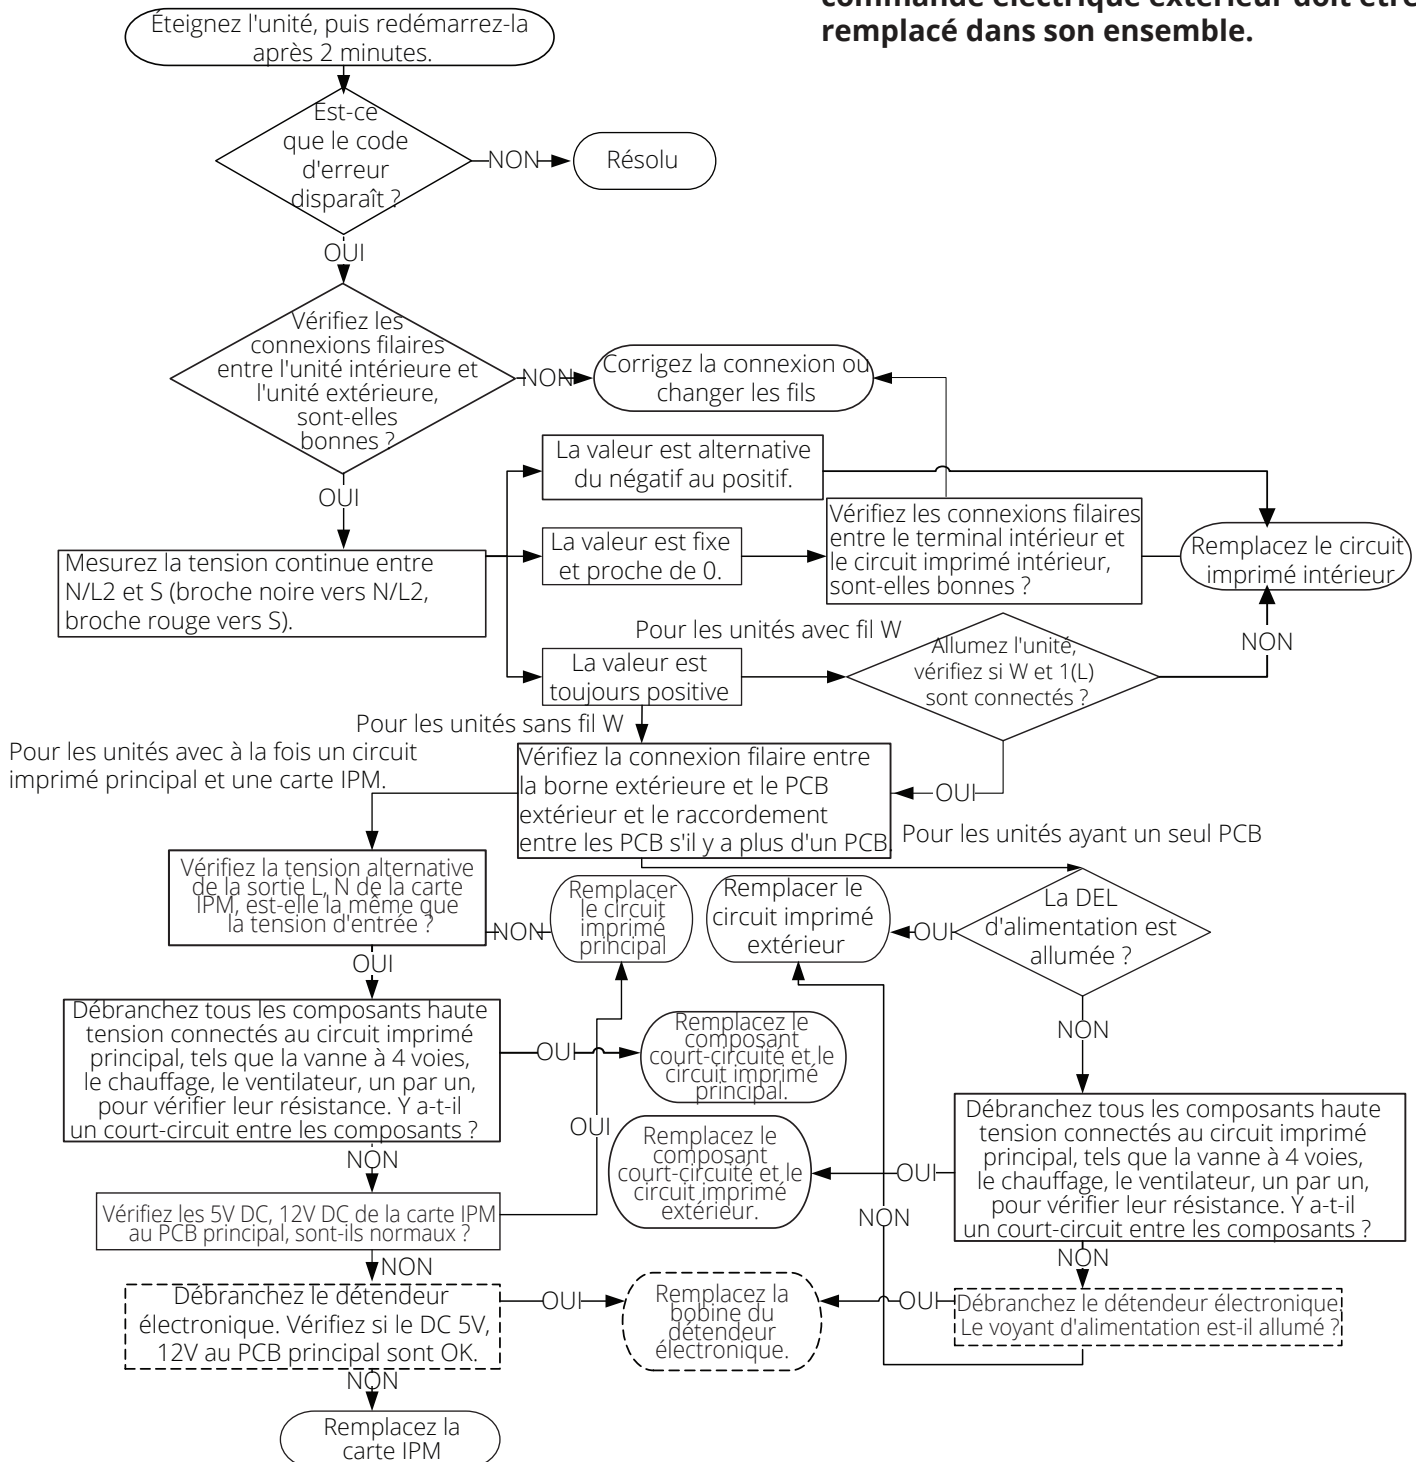 commande électrique extérieur doit être
remplacé dans son ensemble.
Éteignez l'unité, puis redémarrez-la
après 2 minutes.
Est-ce
que le code
d'erreur
disparaît ?
NON
Résolu
OUI
Vérifiez les
connexions filaires
entre l'unité intérieure et
l'unité extérieure,
sont-elles
bonnes ?
NON
Corrigez la connexion ou
changer les fils
OUI
La valeur est alternative
du négatif au positif.
Mesurez la tension continue entre
N/L2 et S (broche noire vers N/L2,
broche rouge vers S).
La valeur est fixe
et proche de 0.
Vérifiez les connexions filaires
entre le terminal intérieur et
le circuit imprimé intérieur,
sont-elles bonnes ?
Remplacez le circuit
imprimé intérieur
Pour les unités avec fil W
NON
La valeur est
toujours positive
Allumez l'unité,
vérifiez si W et 1(L)
sont connectés ?
Pour les unités sans fil W
Pour les unités avec à la fois un circuit
imprimé principal et une carte IPM.
Vérifiez la connexion filaire entre
la borne extérieure et le PCB
extérieur et le raccordement
entre les PCB s'il y a plus d'un PCB.
OUI
Pour les unités ayant un seul PCB
Vérifiez la tension alternative
de la sortie L, N de la carte
IPM, est-elle la même que
la tension d'entrée ?
NON
Remplacer
le circuit
imprimé
principal
Remplacer le
circuit imprimé
extérieur
OUI
La DEL
d'alimentation est
allumée ?
OUI
NON
Débranchez tous les composants haute
tension connectés au circuit imprimé
principal, tels que la vanne à 4 voies,
le chauffage, le ventilateur, un par un,
pour vérifier leur résistance. Y a-t-il
un court-circuit entre les composants ?
OUI
Remplacez le
composant
court-circuité et le
circuit imprimé
principal.
OUI
Remplacez le
composant
court-circuité et le
circuit imprimé
extérieur.
OUI
Débranchez tous les composants haute
tension connectés au circuit imprimé
principal, tels que la vanne à 4 voies,
le chauffage, le ventilateur, un par un,
pour vérifier leur résistance. Y a-t-il
un court-circuit entre les composants ?
NON
Vérifiez les 5V DC, 12V DC de la carte IPM
au PCB principal, sont-ils normaux ?
NON
NON
NON
Débranchez le détendeur
électronique. Vérifiez si le DC 5V,
12V au PCB principal sont OK.
OUI
Remplacez la
bobine du
détendeur
électronique.
OUI
Débranchez le détendeur électronique
Le voyant d'alimentation est-il allumé ?
NON
Remplacez la
carte IPM